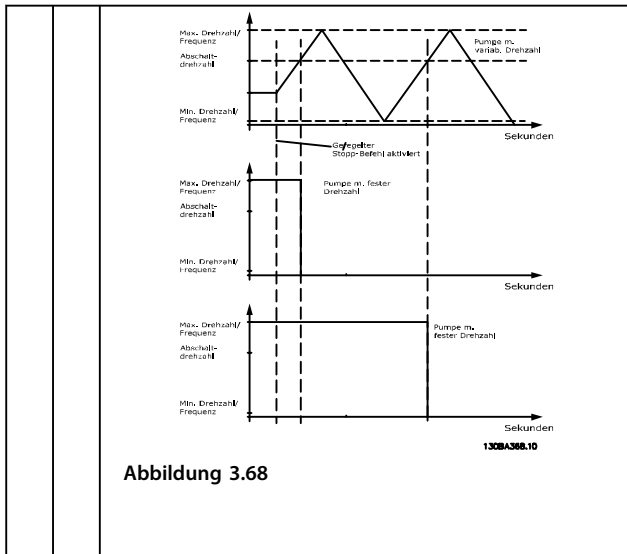 Max. Drehzahl/
Frequenz
Abschalt-
drehzahl
Pumpe m.
variab. Drehzahl
Min. Drehzahl/
Frequenz
Sekunden
Geregelter
Stopp-Befehl aktiviert
Max. Drehzahl/
Frequenz
Pumpe m. fester
Drehzahl
Abschalt-
drehzahl
Min. Drehzahl/
Frequenz
Sekunden
Max. Drehzahl/
Frequenz
Pumpe m.
fester Drehzahl
Abschalt-
drehzahl
Min. Drehzahl/
Frequenz
Sekunden
130BA368.10
Abbildung 3.68